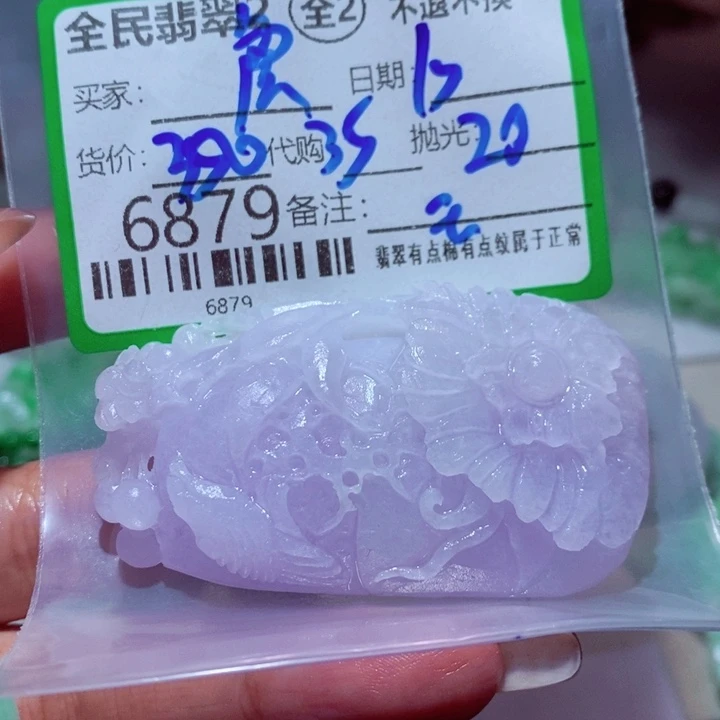 全民翡翠2 全2 不退不换
买家: 日期: 15
货价: 代购 35 抛光: 20
6879 备注:
翡翠有点棉有点纹属于正常
6879